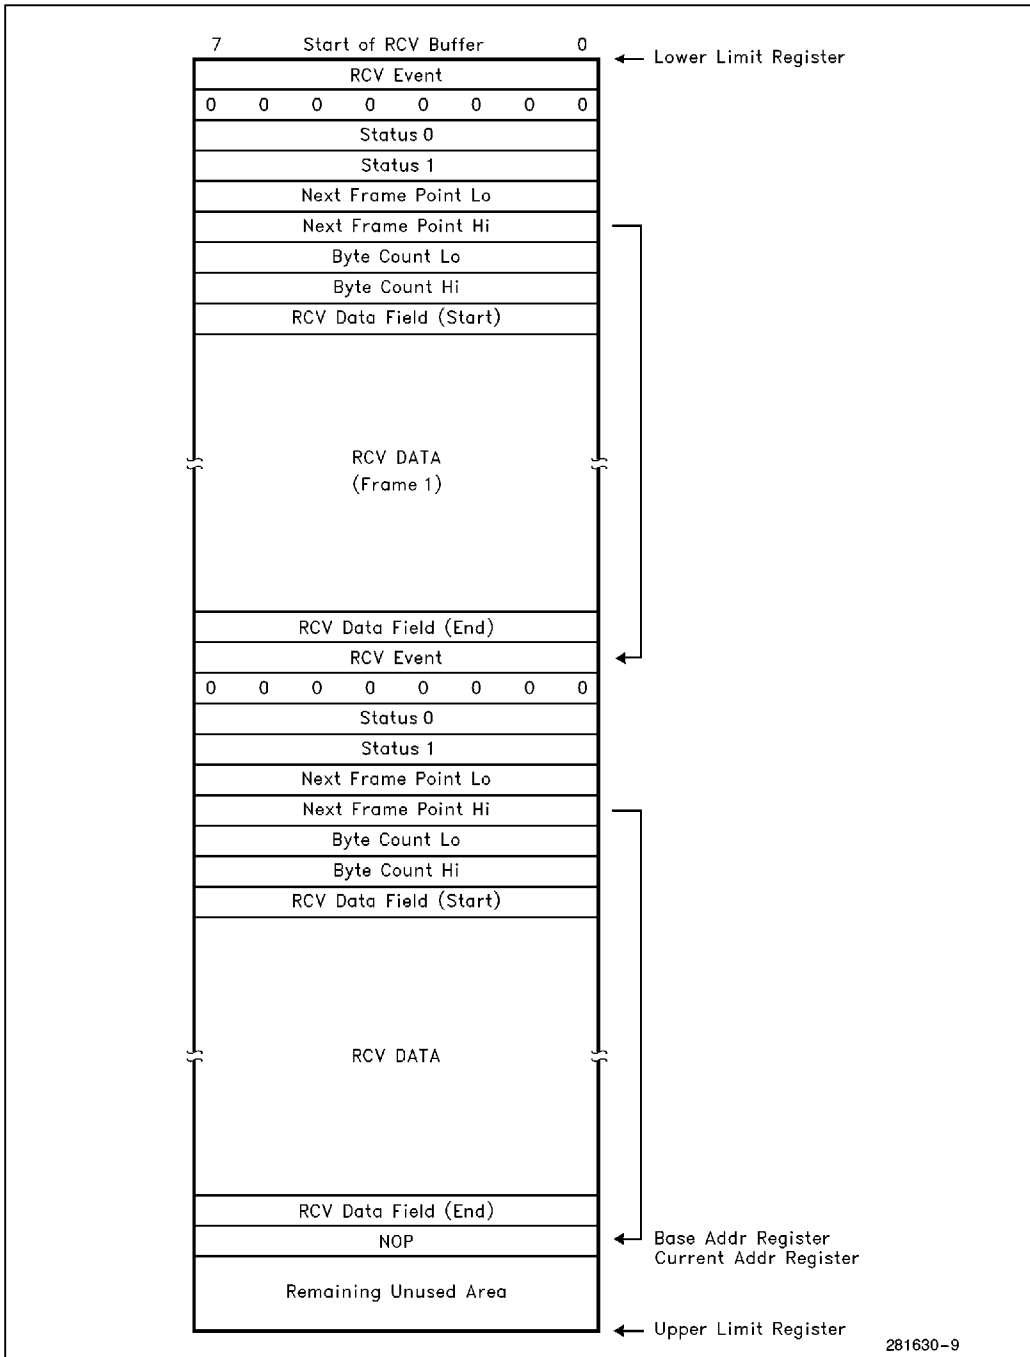 7 Start of RCV Buffer 0
Lower Limit Register
RCV Event
0 0 0 0 0 0 0 0
Status 0
Status 1
Next Frame Point Lo
Next Frame Point Hi
Byte Count Lo
Byte Count Hi
RCV Data Field (Start)
RCV DATA
(Frame 1)
RCV Data Field (End)
RCV Event
0 0 0 0 0 0 0 0
Status 0
Status 1
Next Frame Point Lo
Next Frame Point Hi
Byte Count Lo
Byte Count Hi
RCV Data Field (Start)
RCV DATA
RCV Data Field (End)
NOP
Base Addr Register
Current Addr Register
Remaining Unused Area
Upper Limit Register
281630-9